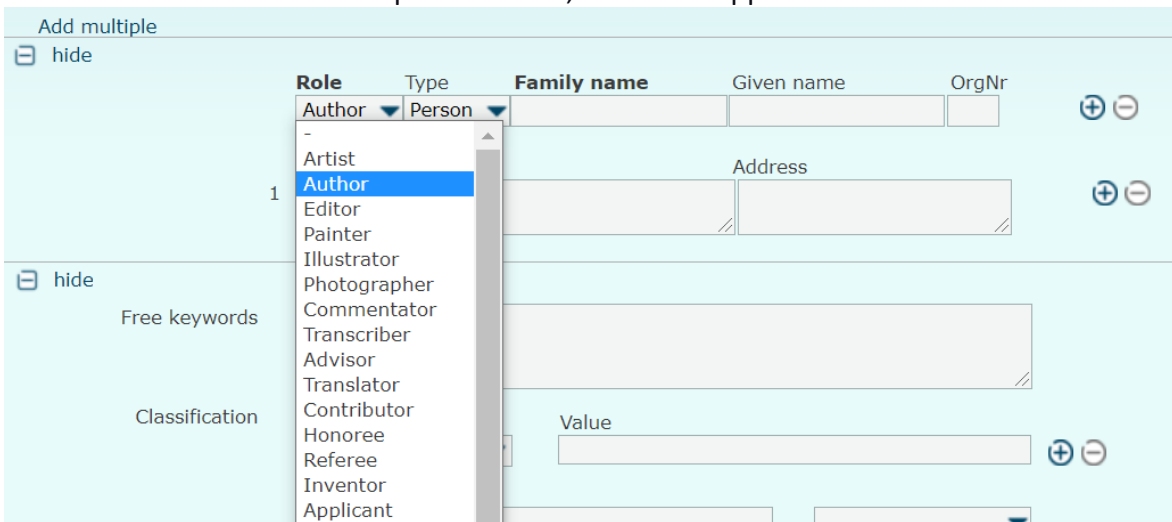 Add multiple
hide
Role Type Family name Given name OrgNr
Author Person
-
Artist
Address
Author
1
Editor
Painter
Illustrator
hide
Photographer
Commentator
Free keywords
Transcriber
Advisor
Translator
Contributor
Classification
Value
Honoree
Referee
Inventor
Applicant